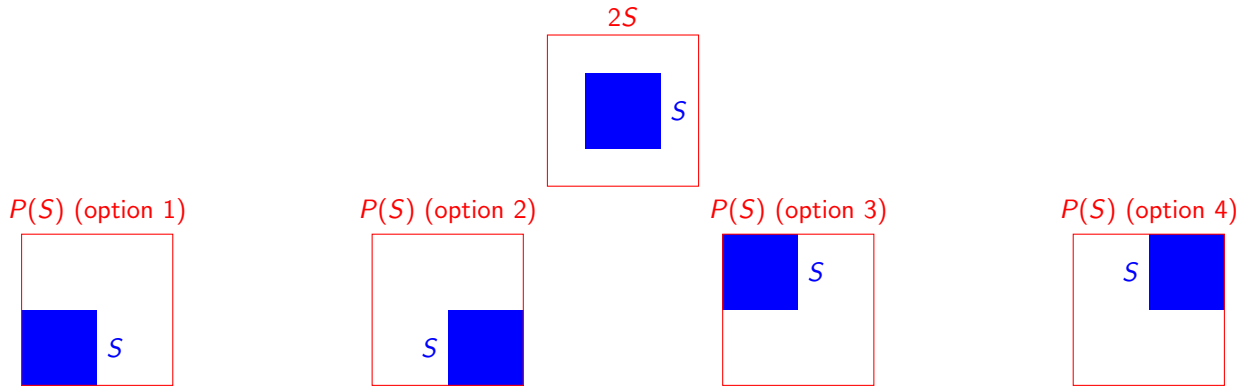 2S
S
P(S) (option 1) P(S) (option 2) P(S) (option 3) P(S) (option 4)
S S
S S